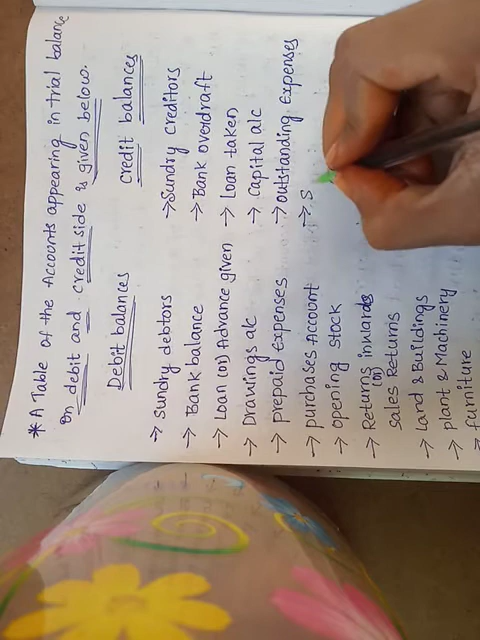 * A Table of the Accounts appearing in trial balance
on debit and credit side is given below.
Debit balances
→ Sundry debtors
→ Bank balance
→ Loan (or) Advance given
→ Drawings a/c
→ prepaid expenses
→ purchases Account
→ opening stock
→ Returns inwards
(or)
sales Returns
→ land & Buildings
→ plant & Machinery
→ furniture
credit balances
→ Sundry creditors
→ Bank overdraft
→ Loan taken
→ Capital a/c
→ outstanding Expenses
→ S